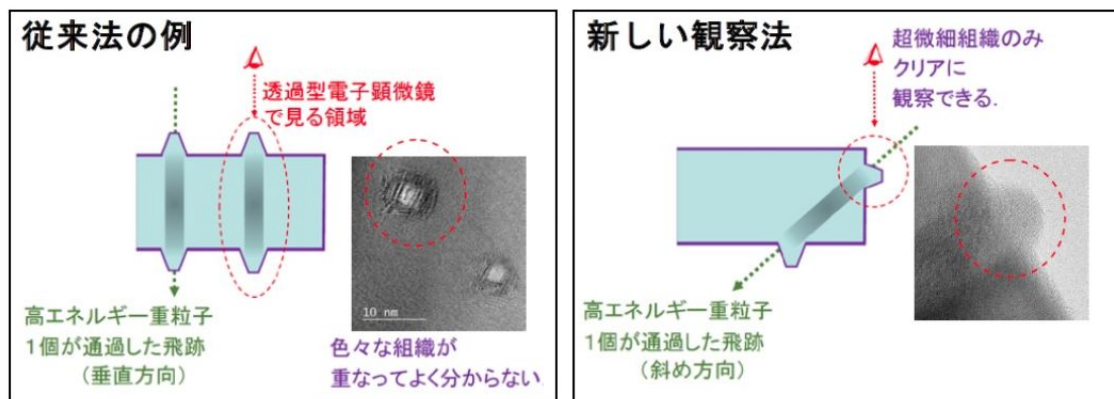 従来法の例
透過型電子顕微鏡
で見る領域
10 nm
高エネルギー重粒子
1個が通過した飛跡
(垂直方向)
色々な組織が
重なってよく分からない
新しい観察法
超微細組織のみ
クリアに
観察できる.
高エネルギー重粒子
1個が通過した飛跡
(斜め方向)